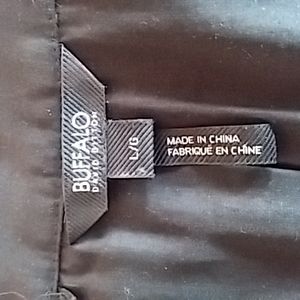 BUFFALO
DAVID BITTON
L/G
MADE IN CHINA
FABRIQUÉ EN CHINE